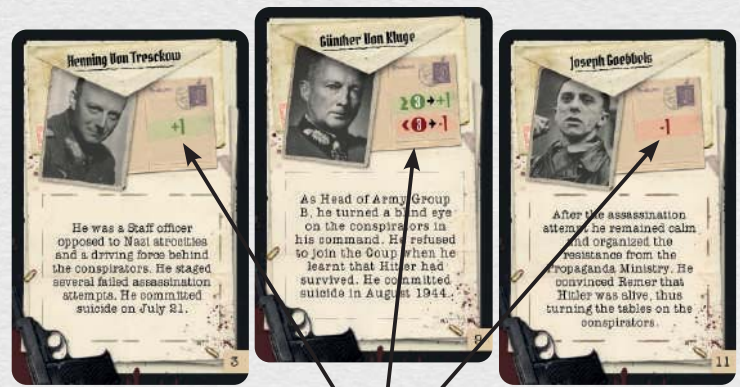 Henning Von Tresckow
+1
He was a Staff officer
opposed to Nazi atrocities
and a driving force behind
the conspirators. He staged
several failed assassination
attempts. He committed
suicide on July 21.
3
Günther Von Kluge
≥ 3 → +1
< 3 → -1
As Head of Army Group
B, he turned a blind eye
on the conspirators in
his command. He refused
to join the Coup when he
learnt that Hitler had
survived. He committed
suicide in August 1944.
9
Joseph Goebbels
-1
After the assassination
attempt he remained calm
and organized the
resistance from the
Propaganda Ministry. He
convinced Remer that
Hitler was alive, thus
turning the tables on the
conspirators.
11